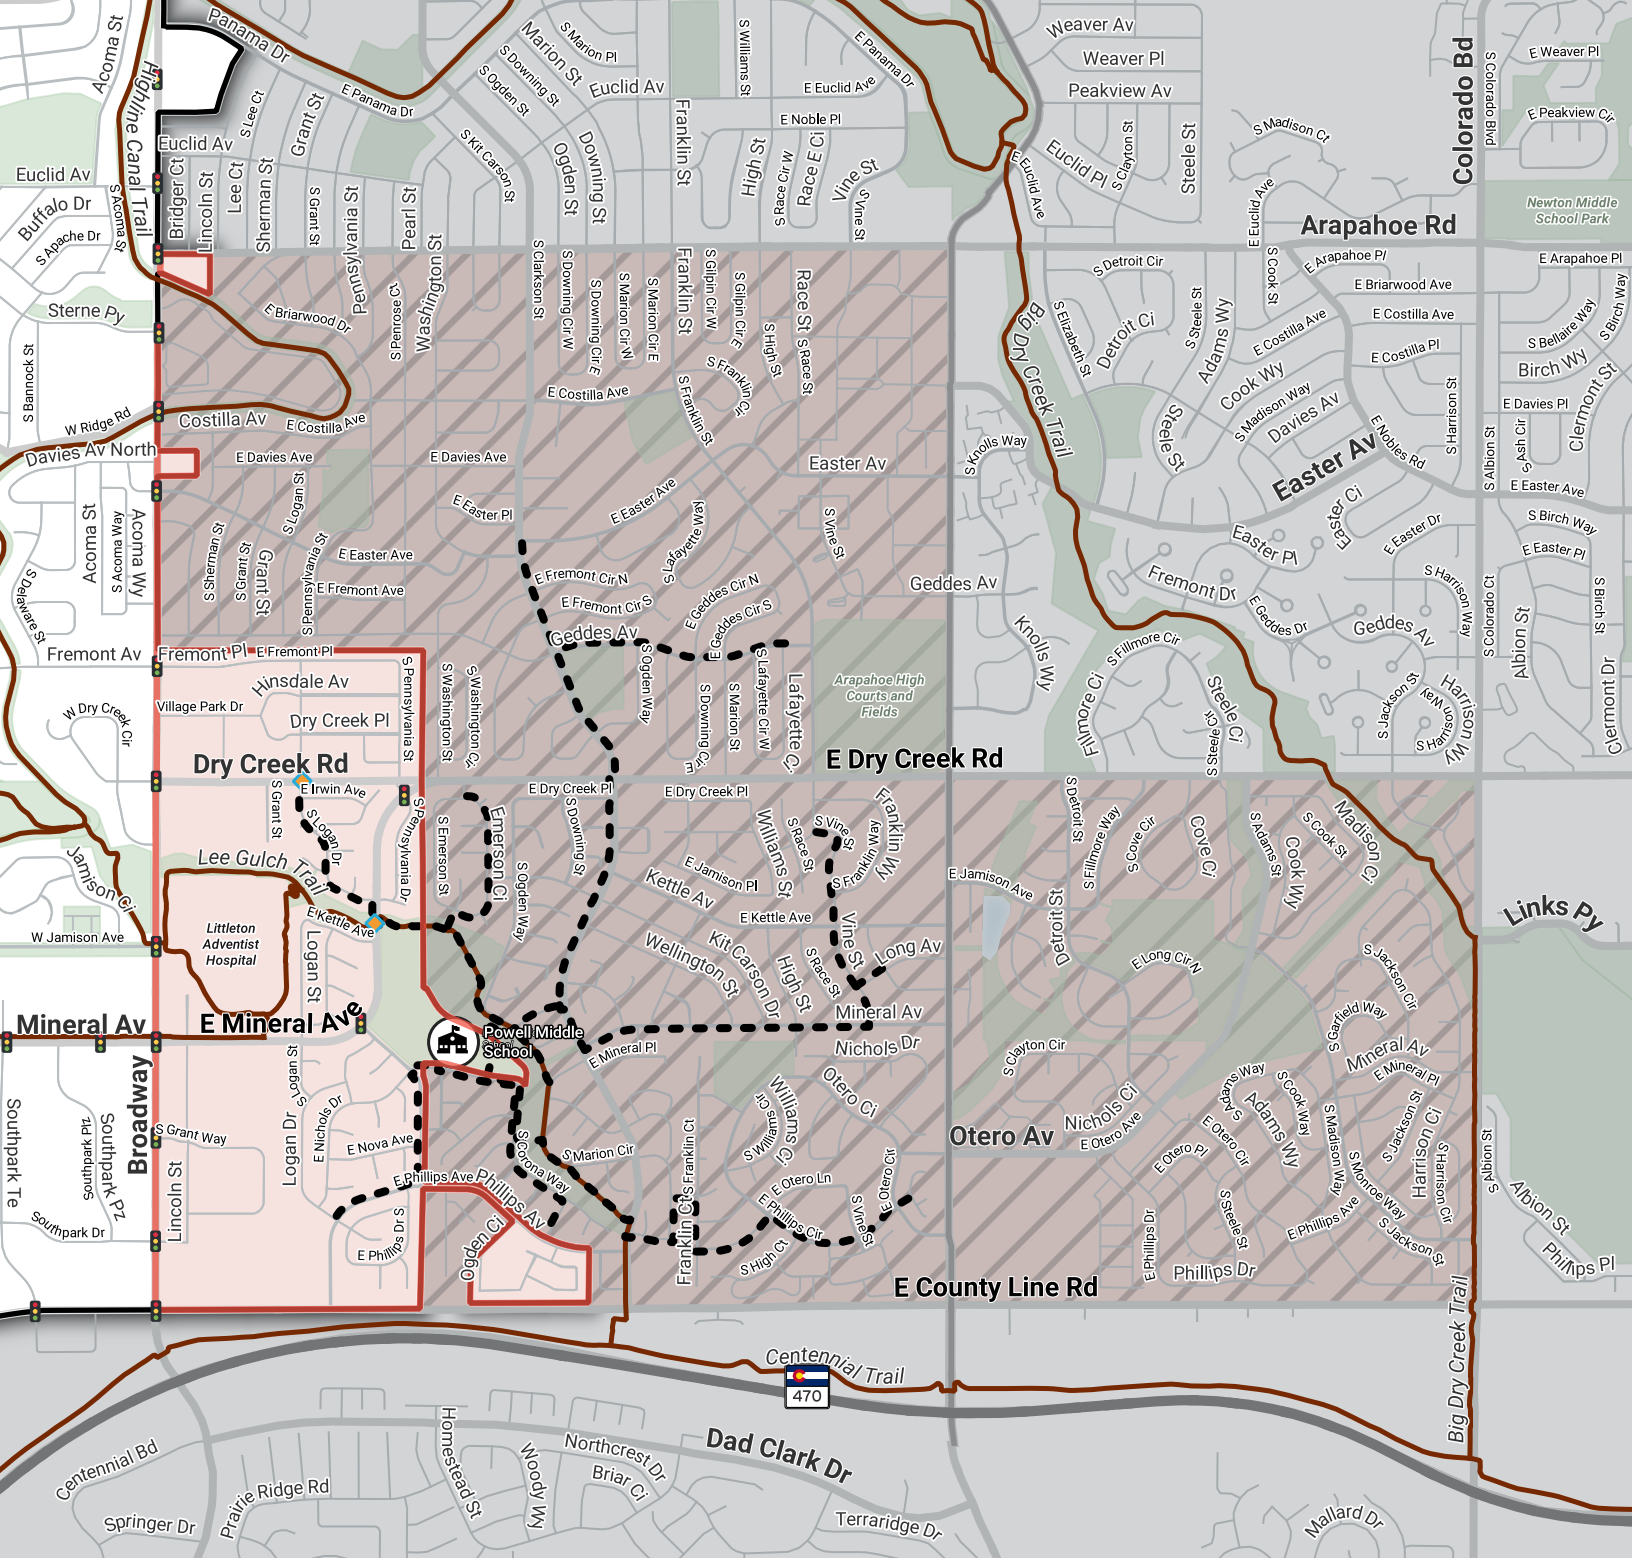 Panama Dr
Acoma St
Highline Canal Trail
Marion St
S Marion Pl
S Downing St
S Ogden St
Euclid Av
S Williams St
E Panama Dr
E Euclid Ave
Weaver Av
Weaver Pl
Peakview Av
Colorado Bd
S Colorado Blvd
E Weaver Pl
E Peakview Cir
E Panama Dr
S Lee Ct
Grant St
S Kit Carson St
Ogden St
Downing St
Franklin St
E Noble Pl
High St
S Race Cir W
Race E Ci
Vine St
S Vine St
E Euclid Ave
Euclid Pl
S Clayton St
Steele St
S Madison Ct
Euclid Av
Euclid Av
Buffalo Dr
S Apache Dr
S Acoma St
Bridger Ct
Lincoln St
Lee Ct
Sherman St
S Grant St
Pennsylvania St
Pearl St
Washington St
E Euclid Ave
Arapahoe Rd
Newton Middle
School Park
Sterne Py
E Briarwood Dr
S Penrose Ct
S Clarkson St
S Downing Cir W
S Downing Cir E
S Marion Cir W
S Marion Cir E
Franklin St
S Gilpin Cir W
S Gilpin Cir E
S High St
Race St
S Race St
Big Dry Creek Trail
S Detroit Cir
S Elizabeth St
Detroit Ci
S Steele St
Adams Wy
S Cook St
E Arapahoe Pl
E Arapahoe Pl
E Briarwood Ave
E Costilla Ave
E Costilla Ave
E Costilla Pl
S Bellaire Way
S Birch Way
Birch Wy
S Bannock St
W Ridge Rd
Costilla Av
E Costilla Ave
E Costilla Ave
S Franklin Cir
S Franklin St
Cook Wy
S Madison Way
Davies Av
Steele St
E Nobles Rd
S Harrison St
E Davies Pl
Clermont St
S Ash Cir
S Albion St
Davies Av North
E Davies Ave
E Davies Ave
Easter Av
S Knolls Way
Easter Av
E Easter Ave
Acoma St
S Acoma Way
Acoma Wy
S Logan St
E Easter Pl
E Easter Ave
S Lafayette Way
S Vine St
Easter Ci
Easter Pl
E Easter Dr
S Birch Way
E Easter Pl
S Delaware St
S Sherman St
S Grant St
Grant St
S Pennsylvania St
E Easter Ave
E Fremont Ave
E Fremont Cir N
E Fremont Cir S
E Geddes Cir N
E Geddes Cir S
Geddes Av
Geddes Av
Fremont Dr
E Geddes Dr
S Harrison Way
Geddes Av
S Colorado Ct
Albion St
S Birch St
Fremont Av
Fremont Pl
E Fremont Pl
Hinsdale Av
Village Park Dr
Dry Creek Pl
W Dry Creek Cir
S Pennsylvania St
S Washington St
S Washington Cir
S Ogden Way
S Downing Cir E
S Marion St
S Lafayette Cir W
Lafayette Ci
Arapahoe High
Courts and
Fields
Knolls Wy
S Fillmore Cir
Filmore Ci
Steele Ci
S Steele Cir
S Jackson St
S Harrison Way
Harrison Wy
Clermont Dr
Dry Creek Rd
E Dry Creek Rd
E Irwin Ave
S Grant St
S Logan Dr
S Pennsylvania Dr
S Emerson St
Emerson Ci
E Dry Creek Pl
S Downing St
E Dry Creek Pl
Williams St
S Race St
S Vine St
S Franklin Way
Franklin Wy
S Detroit St
S Fillmore Way
S Cove Cir
Cove Ci
S Adams St
Cook Wy
S Cook St
Madison Ci
Jamison Ci
Lee Gulch Trail
E Kettle Ave
S Ogden Way
Kettle Av
E Jamison Pl
E Kettle Ave
E Jamison Ave
Detroit St
Links Py
W Jamison Ave
Littleton
Adventist
Hospital
Logan St
Wellington St
Kit Carson Dr
High St
S Race St
Vine St
Long Av
E Long Cir N
S Jackson Cir
S Garfield Way
Mineral Av
E Mineral Ave
Powell Middle
School
E Mineral Pl
Mineral Av
Nichols Dr
S Clayton Cir
Mineral Av
E Mineral Pl
Broadway
Southpark Te
Southpark Plz
Southpark Pz
Southpark Dr
S Grant Way
Lincoln St
S Logan St
Logan Dr
E Nichols Dr
E Nova Ave
E Phillips Ave
Phillips Av
S Corona Way
S Marion Cir
Otero Ci
Williams Ci
S Williams Cir
S Franklin Ct
Franklin Ct
E Otero Ln
E Phillips Cir
S Vine St
E Otero Cir
S High Ct
Otero Av
Nichols Ci
E Otero Ave
E Otero Pl
E Otero Cir
S Adams Way
Adams Wy
S Cook Way
S Madison Way
S Monroe Way
S Jackson St
Harrison Ci
S Harrison Cir
S Albion St
Albion St
Phillips Pl
E Phillips Dr S
Ogden Ci
E Phillips Dr
Phillips Dr
S Steele St
E Phillips Ave
S Jackson St
E County Line Rd
Big Dry Creek Trail
Centennial Trail
470
Dad Clark Dr
Centennial Bd
Springer Dr
Prairie Ridge Rd
Homestead St
Woody Wy
Northcrest Dr
Briar Ci
Terraridge Dr
Mallard Dr